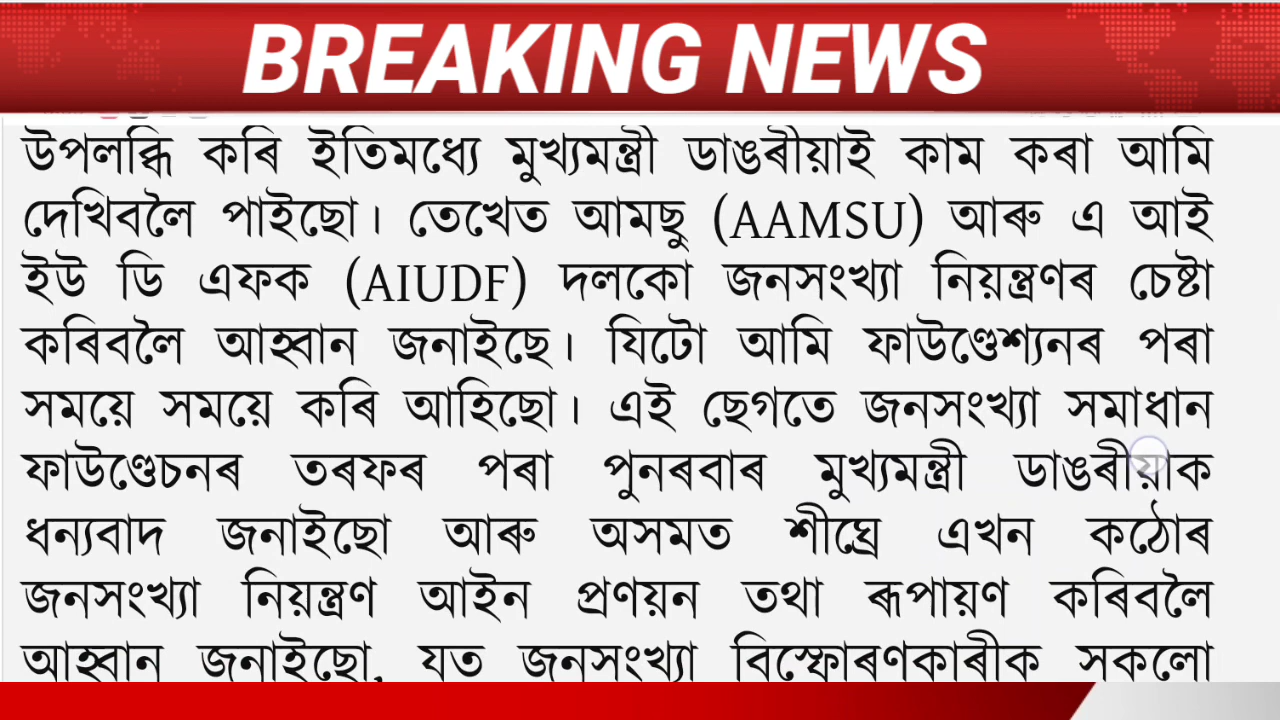 BREAKING NEWS
উপলব্ধি কৰি ইতিমধ্যে মুখ্যমন্ত্ৰী ডাঙৰীয়াই কাম কৰা আমি
দেখিবলৈ পাইছো। তেখেত আমছু (AAMSU) আৰু এ আই
ইউ ডি এফক (AIUDF) দলকো জনসংখ্যা নিয়ন্ত্ৰণৰ চেষ্টা
কৰিবলৈ আহ্বান জনাইছে। যিটো আমি ফাউণ্ডেশ্যনৰ পৰা
সময়ে সময়ে কৰি আহিছো। এই ছেগতে জনসংখ্যা সমাধান
ফাউণ্ডেচনৰ তৰফৰ পৰা পুনৰবাৰ মুখ্যমন্ত্ৰী ডাঙৰীয়াক
ধন্যবাদ জনাইছো আৰু অসমত শীঘ্ৰে এখন কঠোৰ
জনসংখ্যা নিয়ন্ত্ৰণ আইন প্ৰণয়ন তথা ৰূপায়ণ কৰিবলৈ
আহ্বান জনাইছো, যত জনসংখ্যা বিস্ফোৰণকাৰীক সকলো